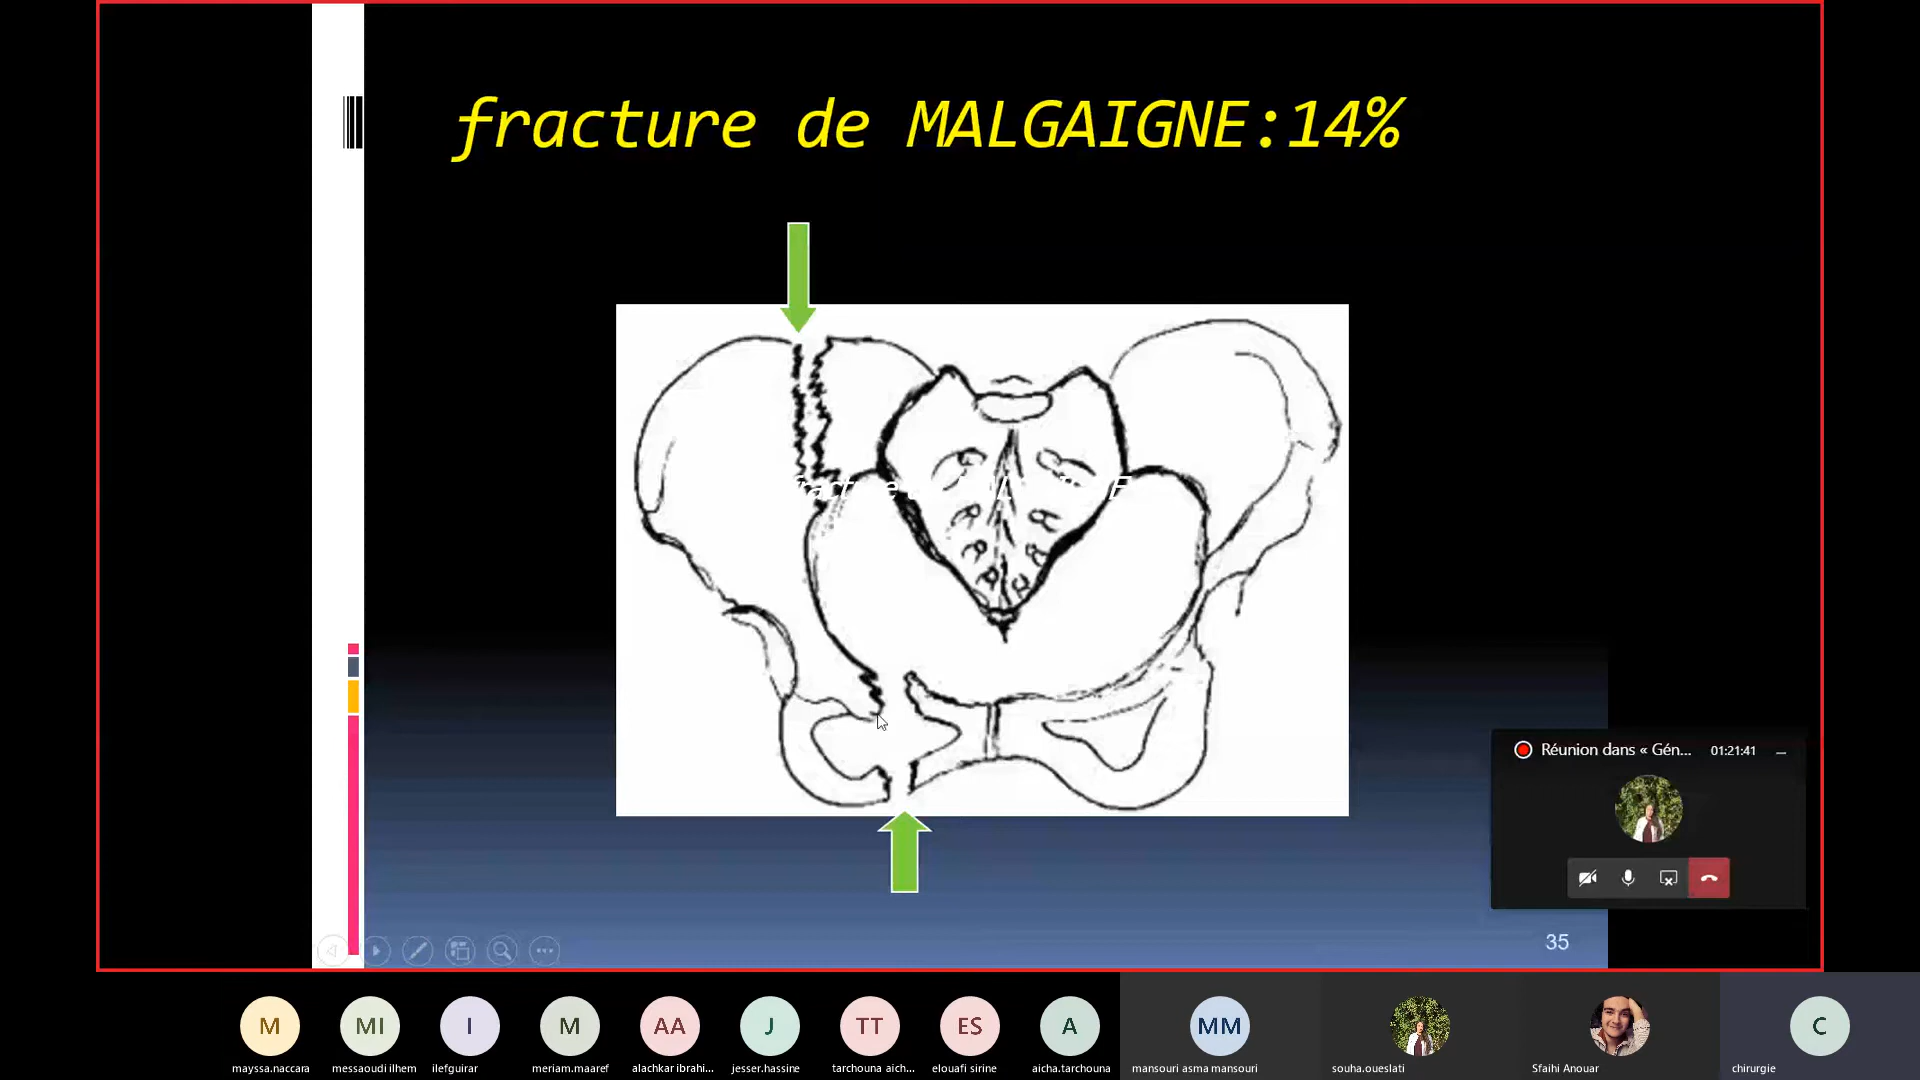 fracture de MALGAIGNE:14%
Réunion dans « Gén...
01:21:41
35
M
MI
I
M
AA
J
TT
ES
A
MM
C
mayssa.naccara
messaoudi ilhem
ilefguirar
meriam.maaref
alachkar ibrahi...
jesser.hassine
tarchouna aich...
elouafi sirine
aicha.tarchouna
mansouri asma mansouri
souha.oueslati
Sfaihi Anouar
chirurgie